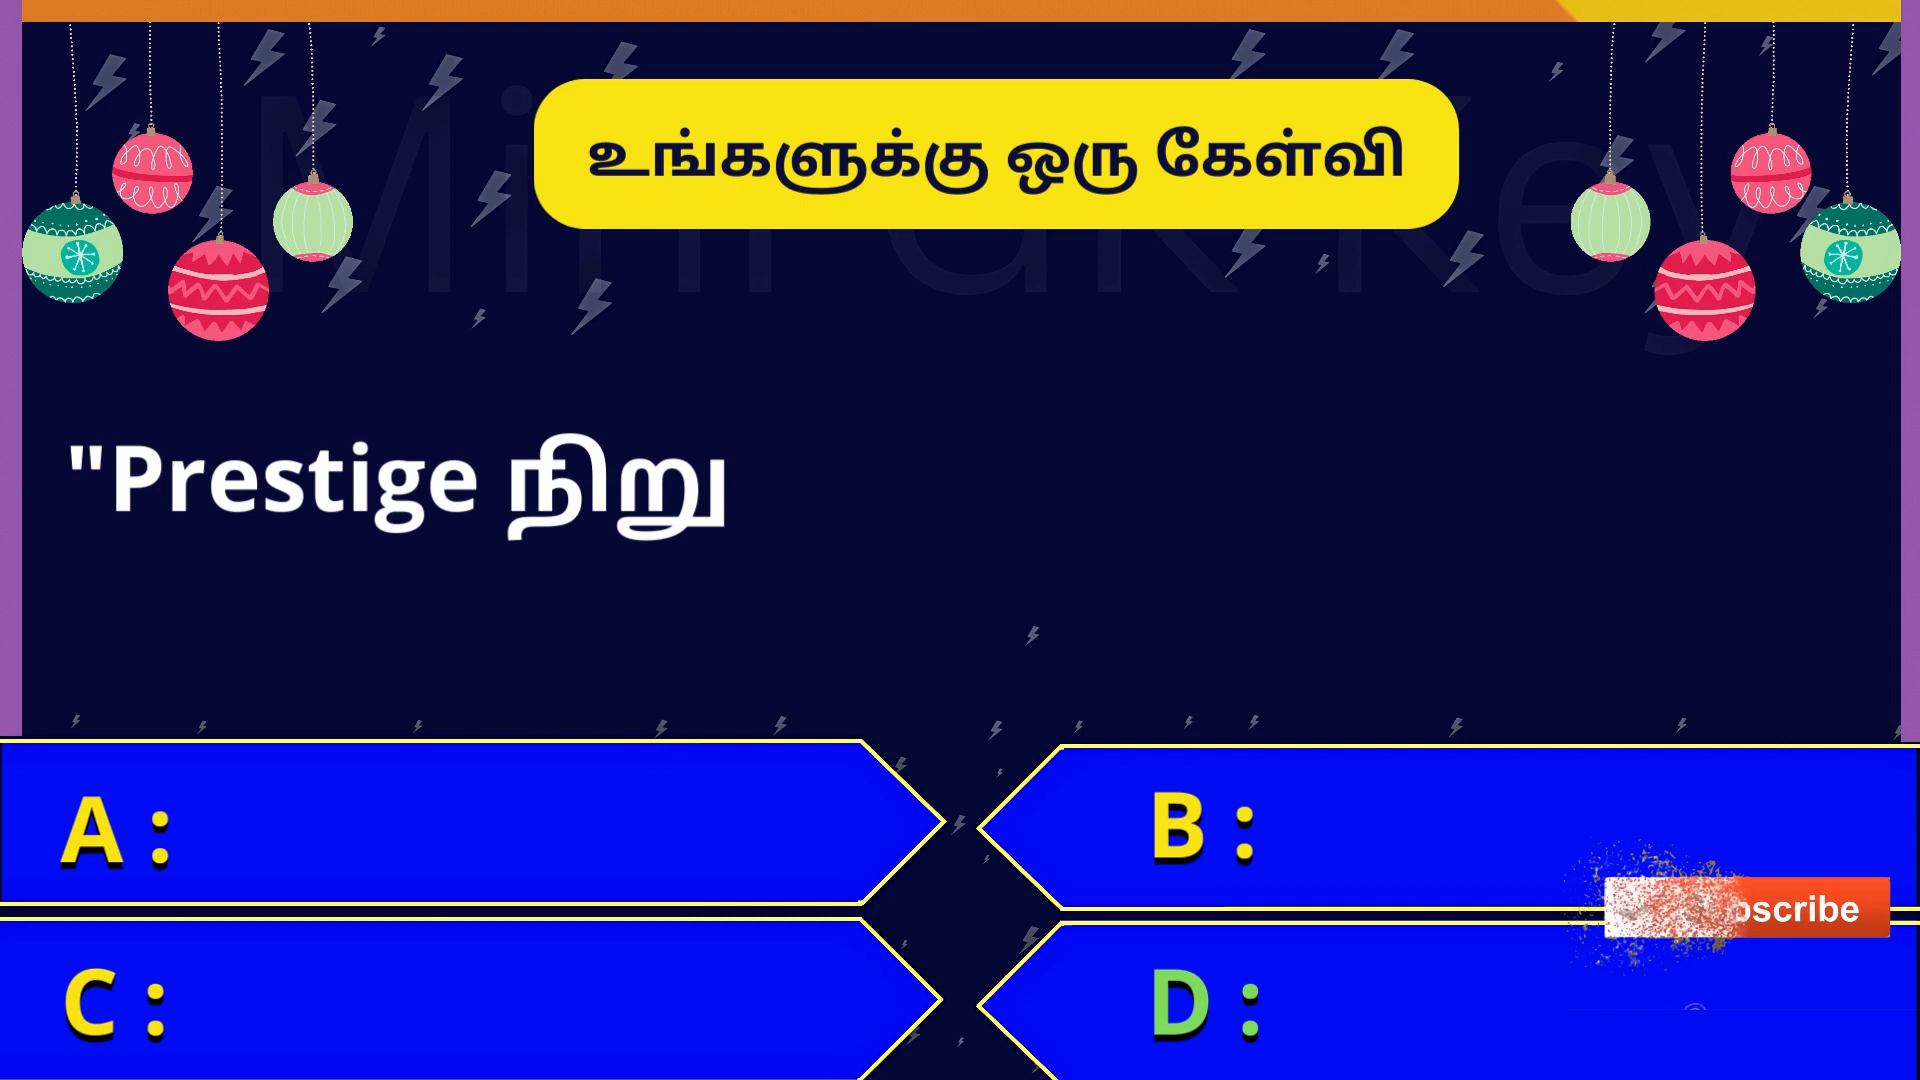 உங்களுக்கு ஒரு கேள்வி
"Prestige நிறு
A :
B :
C :
D :